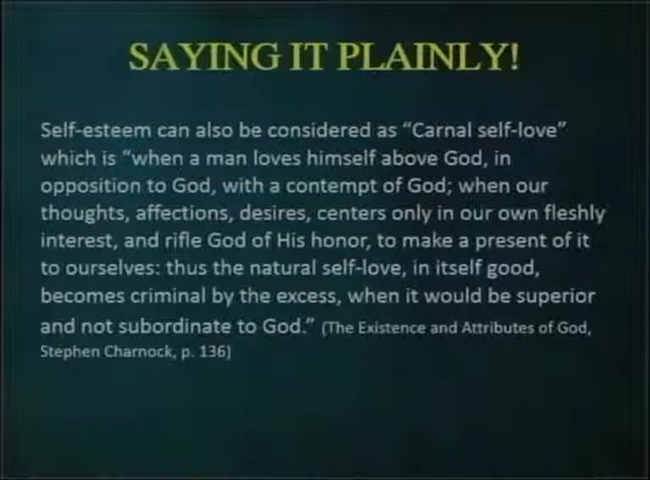 SAYING IT PLAINLY!
Self-esteem can also be considered as “Carnal self-love”
which is “when a man loves himself above God, in
opposition to God, with a contempt of God; when our
thoughts, affections, desires, centers only in our own fleshly
interest, and rifle God of His honor, to make a present of it
to ourselves: thus the natural self-love, in itself good,
becomes criminal by the excess, when it would be superior
and not subordinate to God.” (The Existence and Attributes of God,
Stephen Charnock, p. 136)